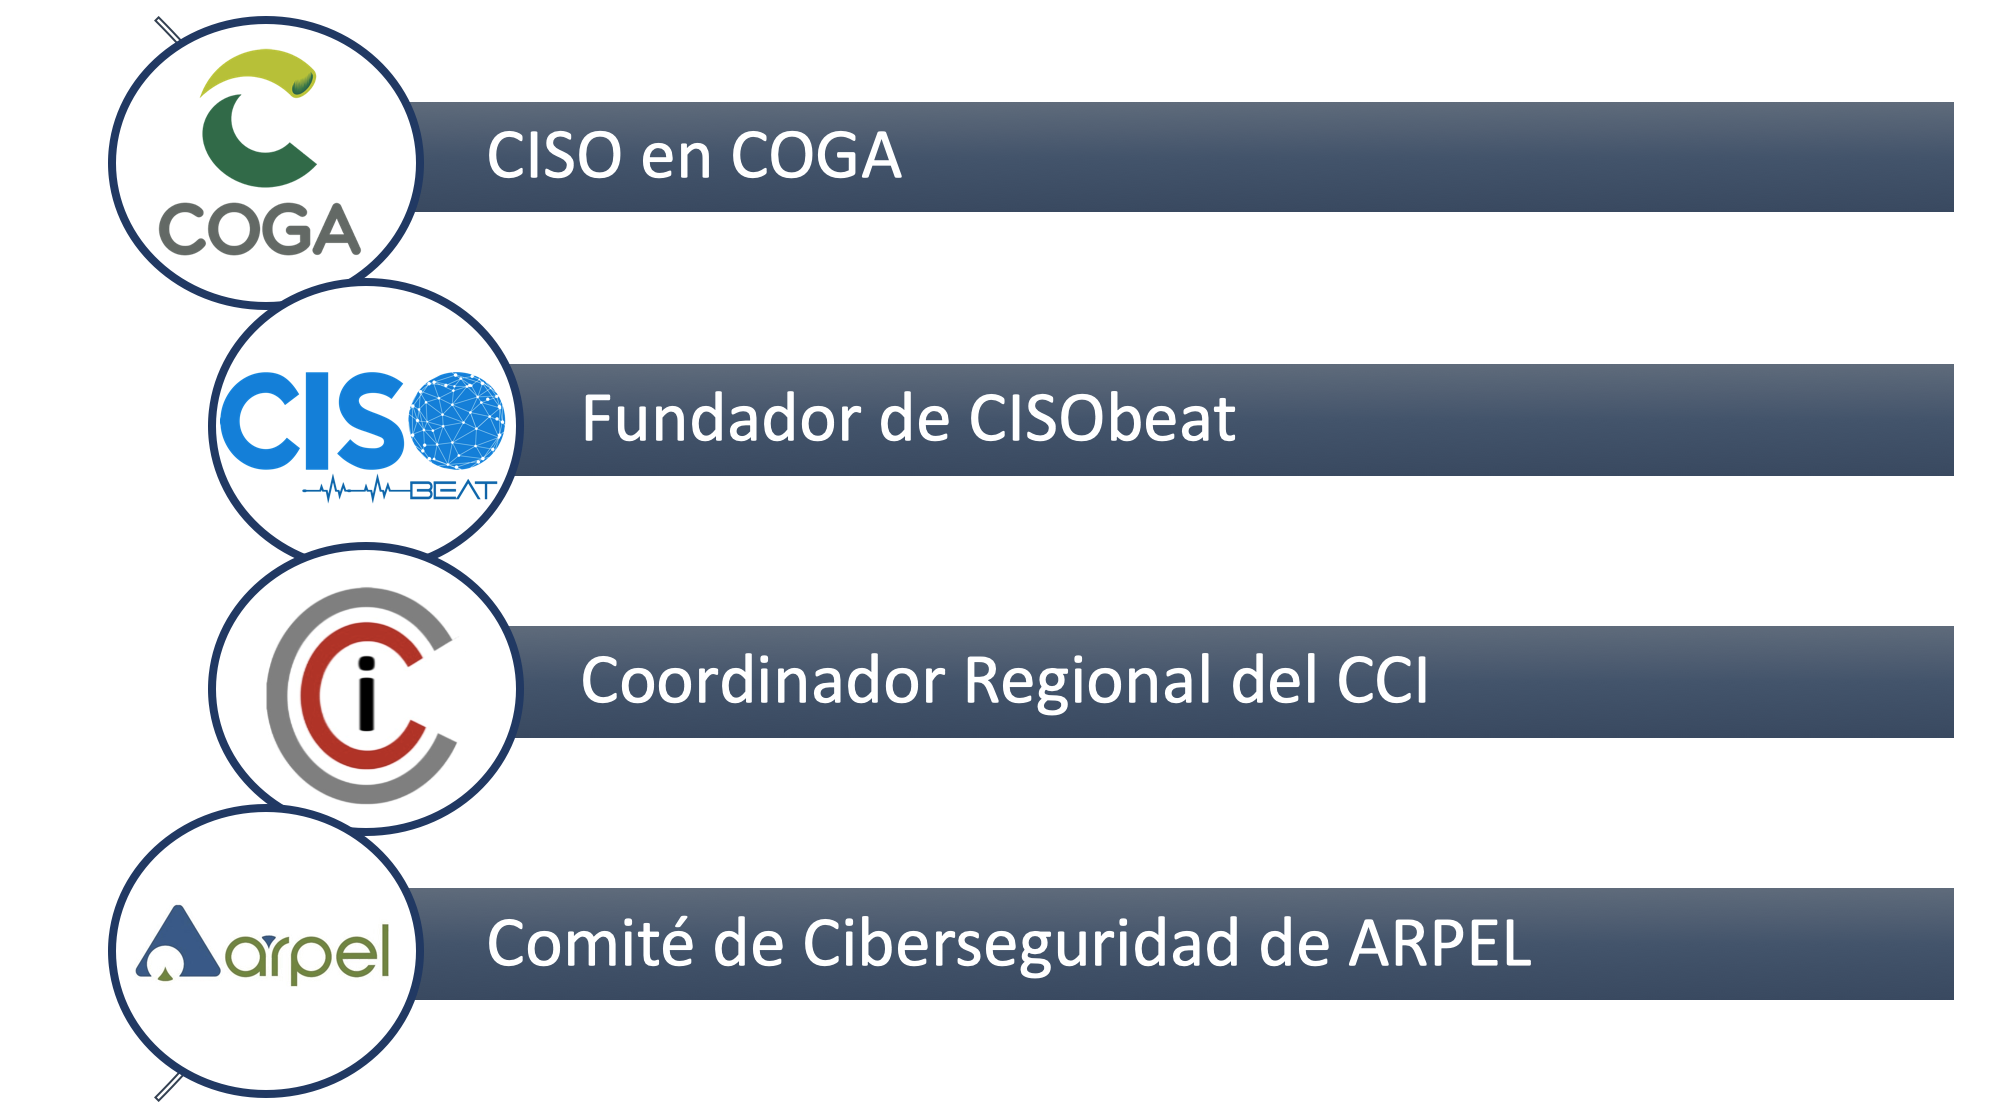 COGA
CISO en COGA
CISO
BEAT
Fundador de CISObeat
CCi
Coordinador Regional del CCI
arpel
Comité de Ciberseguridad de ARPEL